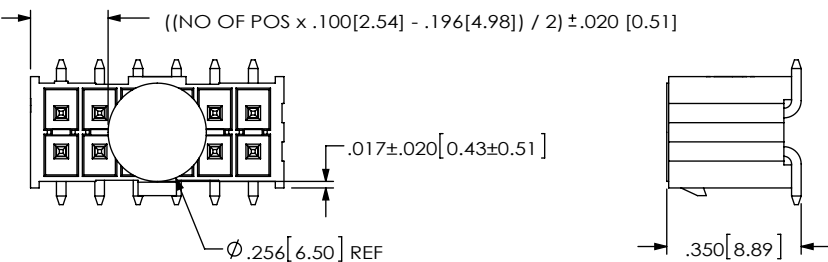 ((NO OF POS x .100[2.54] - .196[4.98]) / 2) ±.020 [0.51]
.017±.020[0.43±0.51]
Ø.256[6.50] REF
.350[8.89]